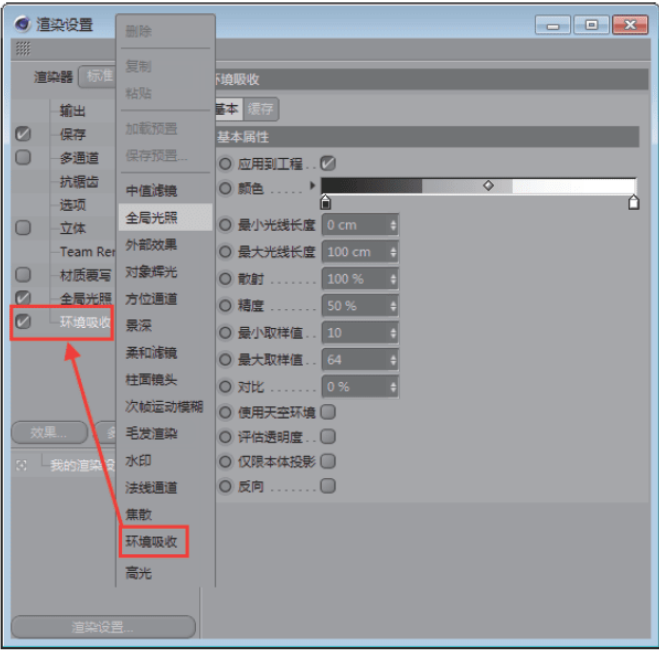 渲染设置
渲染器 标准
输出
保存
多通道
抗锯齿
选项
立体
Team Rer
材质覆写
全局光照
环境吸收
效果...
我的渲染设
渲染设置...
删除
复制
粘贴
加载预置
保存预置...
中值滤镜
全局光照
外部效果
对象辉光
方位通道
景深
柔和滤镜
柱面镜头
次帧运动模糊
毛发渲染
水印
法线通道
焦散
环境吸收
高光
环境吸收
基本 缓存
基本属性
应用到工程..
颜色.....
最小光线长度 0 cm
最大光线长度 100 cm
散射....... 100 %
精度....... 50 %
最小取样值.. 10
最大取样值.. 64
对比....... 0 %
使用天空环境
评估透明度..
仅限本体投影
反向.......